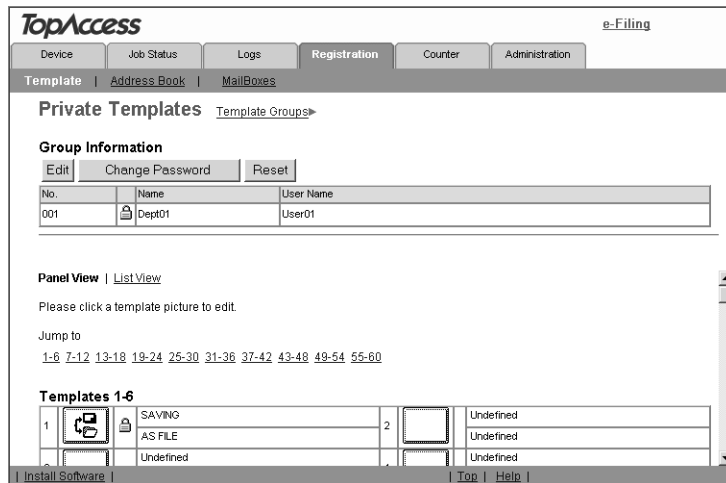 TopAccess e-Filing
Device Job Status Logs Registration Counter Administration
Template | Address Book | MailBoxes
Private Templates Template Groups
Group Information
Edit Change Password Reset
No. Name User Name
001 Dept01 User01
Panel View | List View
Please click a template picture to edit.
Jump to
1-6 7-12 13-18 19-24 25-30 31-36 37-42 43-48 49-54 55-60
Templates 1-6
1 SAVING 2 Undefined
AS FILE Undefined
Undefined Undefined
| Install Software | | Top | Help |